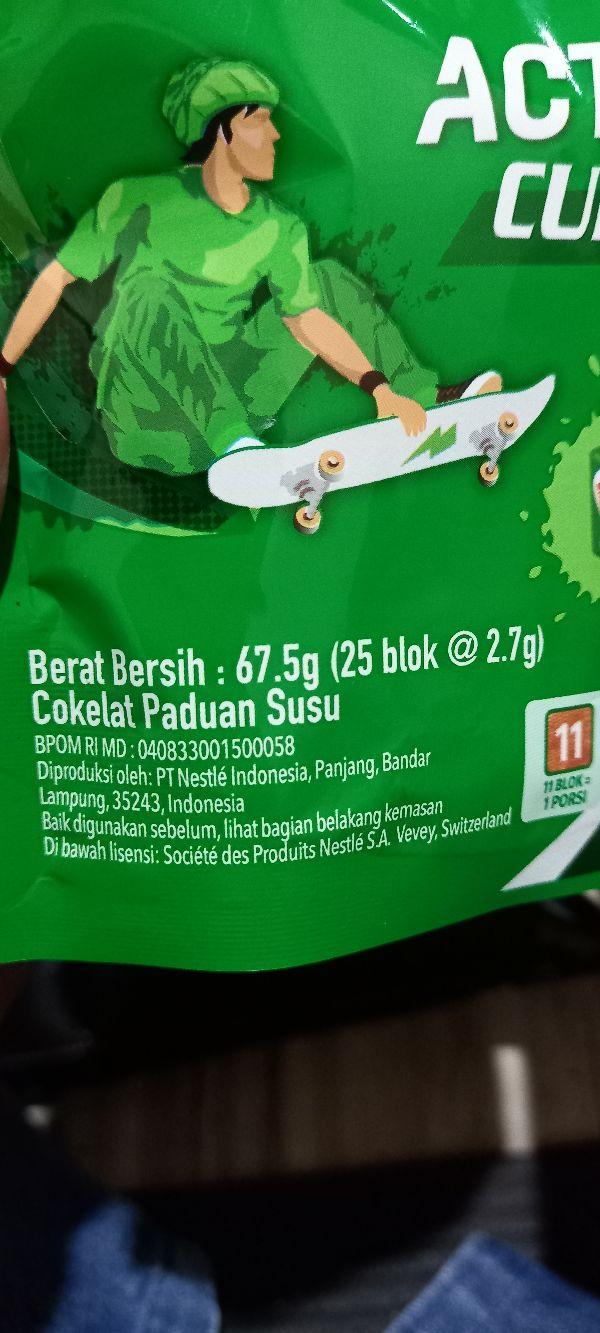 Berat Bersih : 67.5g (25 blok @ 2.7g)
Cokelat Paduan Susu
BPOM RI MD : 040833001500058
Diproduksi oleh: PT Nestlé Indonesia, Panjang, Bandar
Lampung, 35243, Indonesia
Baik digunakan sebelum, lihat bagian belakang kemasan
Di bawah lisensi: Société des Produits Nestlé S.A. Vevey, Switzerland
11
11 BLOK =
1 PORSI